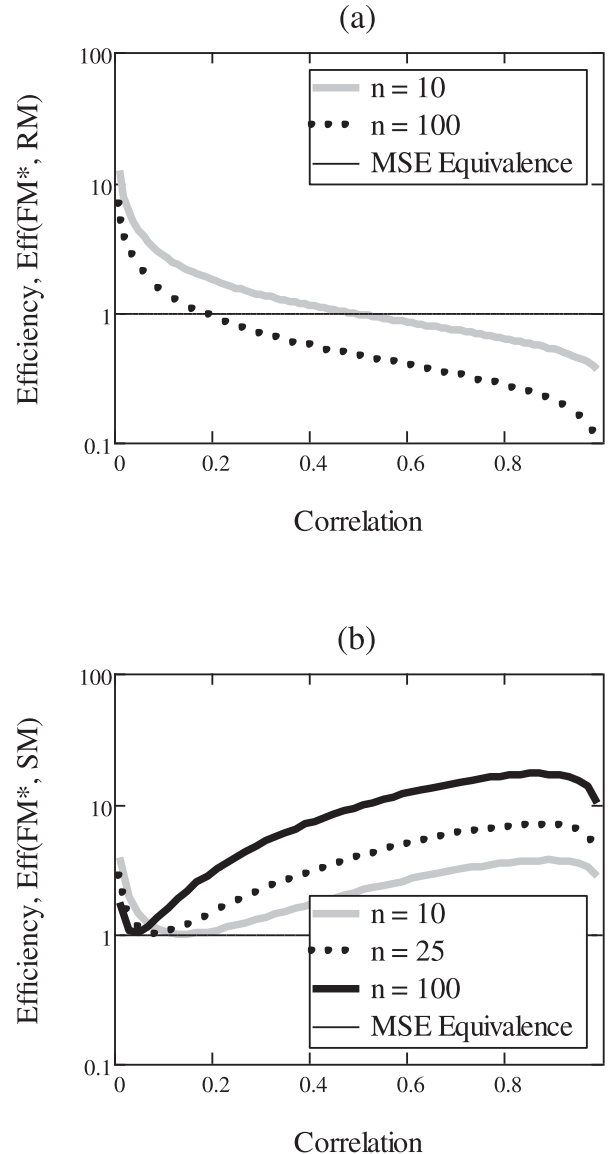 (a)
100
10
1
0.1
Efficiency, Eff(FM*, RM)
n = 10
n = 100
MSE Equivalence
0 0.2 0.4 0.6 0.8
Correlation
(b)
100
10
1
0.1
Efficiency, Eff(FM*, SM)
n = 10
n = 25
n = 100
MSE Equivalence
0 0.2 0.4 0.6 0.8
Correlation